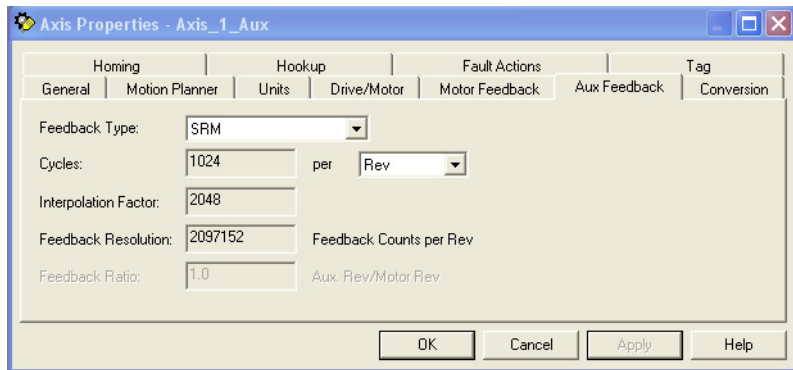 Axis Properties - Axis_1_Aux
Homing Hookup Fault Actions Tag
General Motion Planner Units Drive/Motor Motor Feedback Aux Feedback Conversion
Feedback Type: SRM
Cycles: 1024 per Rev
Interpolation Factor: 2048
Feedback Resolution: 2097152 Feedback Counts per Rev
Feedback Ratio: 1.0 Aux. Rev/Motor Rev
OK Cancel Apply Help